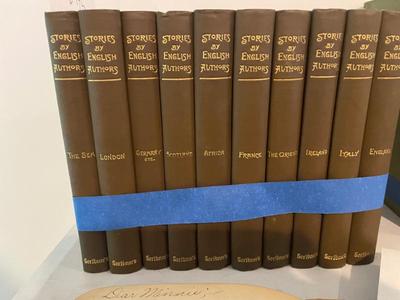 STORIES
BY
ENGLISH
AUTHORS
THE SEA
Scribner's
STORIES
BY
ENGLISH
AUTHORS
LONDON
Scribner's
STORIES
BY
ENGLISH
AUTHORS
GERMANY
ETC.
Scribner's
STORIES
BY
ENGLISH
AUTHORS
SCOTLAND
Scribner's
STORIES
BY
ENGLISH
AUTHORS
AFRICA
Scribner's
STORIES
BY
ENGLISH
AUTHORS
FRANCE
Scribner's
STORIES
BY
ENGLISH
AUTHORS
THE ORIENT
Scribner's
STORIES
BY
ENGLISH
AUTHORS
IRELAND
Scribner's
STORIES
BY
ENGLISH
AUTHORS
ITALY
Scribner's
STORIES
BY
ENGLISH
AUTHORS
ENGLAND
Scribner's
Dear Minnie;